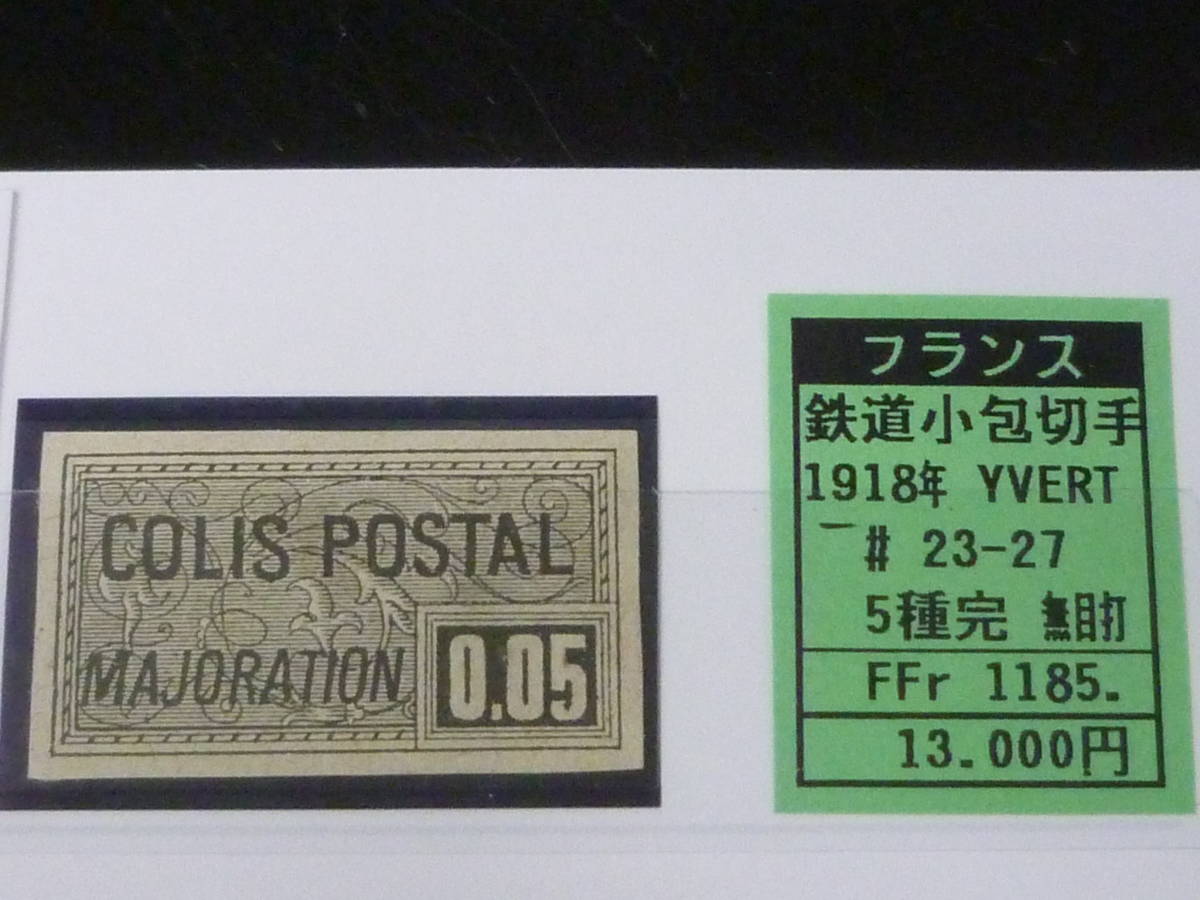 COLIS POSTAL
MAJORATION
0.05
フランス
鉄道小包切手
1918年 YVERT
# 23-27
5種完 無目打
FFr 1185.
13.000円